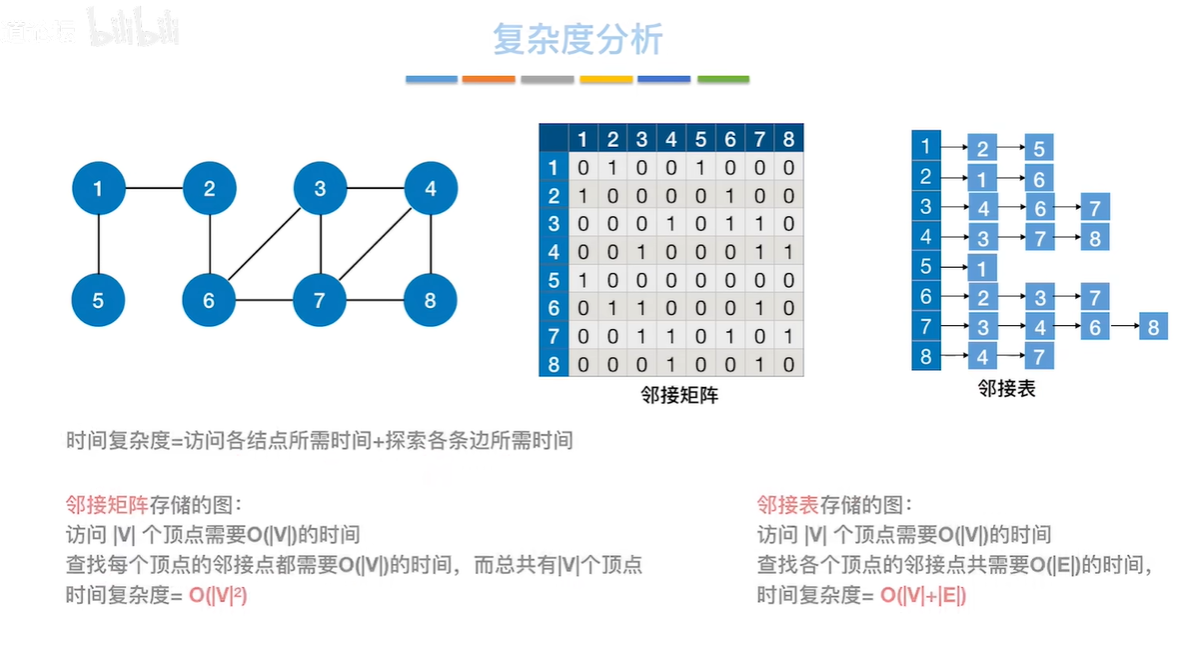 bilibili
复杂度分析
1 2 3 4
5 6 7 8
1 2 3 4 5 6 7 8
1 0 1 0 0 1 0 0 0
2 1 0 0 0 0 1 0 0
3 0 0 0 1 0 1 1 0
4 0 0 1 0 0 0 1 1
5 1 0 0 0 0 0 0 0
6 0 1 1 0 0 0 1 0
7 0 0 1 1 0 1 0 1
8 0 0 0 1 0 0 1 0
邻接矩阵
1 2 5
2 1 6
3 4 6 7
4 3 7 8
5 1
6 2 3 7
7 3 4 6 8
8 4 7
邻接表
时间复杂度=访问各结点所需时间+探索各条边所需时间
邻接矩阵存储的图：
访问 |V| 个顶点需要O(|V|)的时间
查找每个顶点的邻接点都需要O(|V|)的时间，而总共有|V|个顶点
时间复杂度= O(|V|²)
邻接表存储的图：
访问 |V| 个顶点需要O(|V|)的时间
查找各个顶点的邻接点共需要O(|E|)的时间，
时间复杂度= O(|V|+|E|)